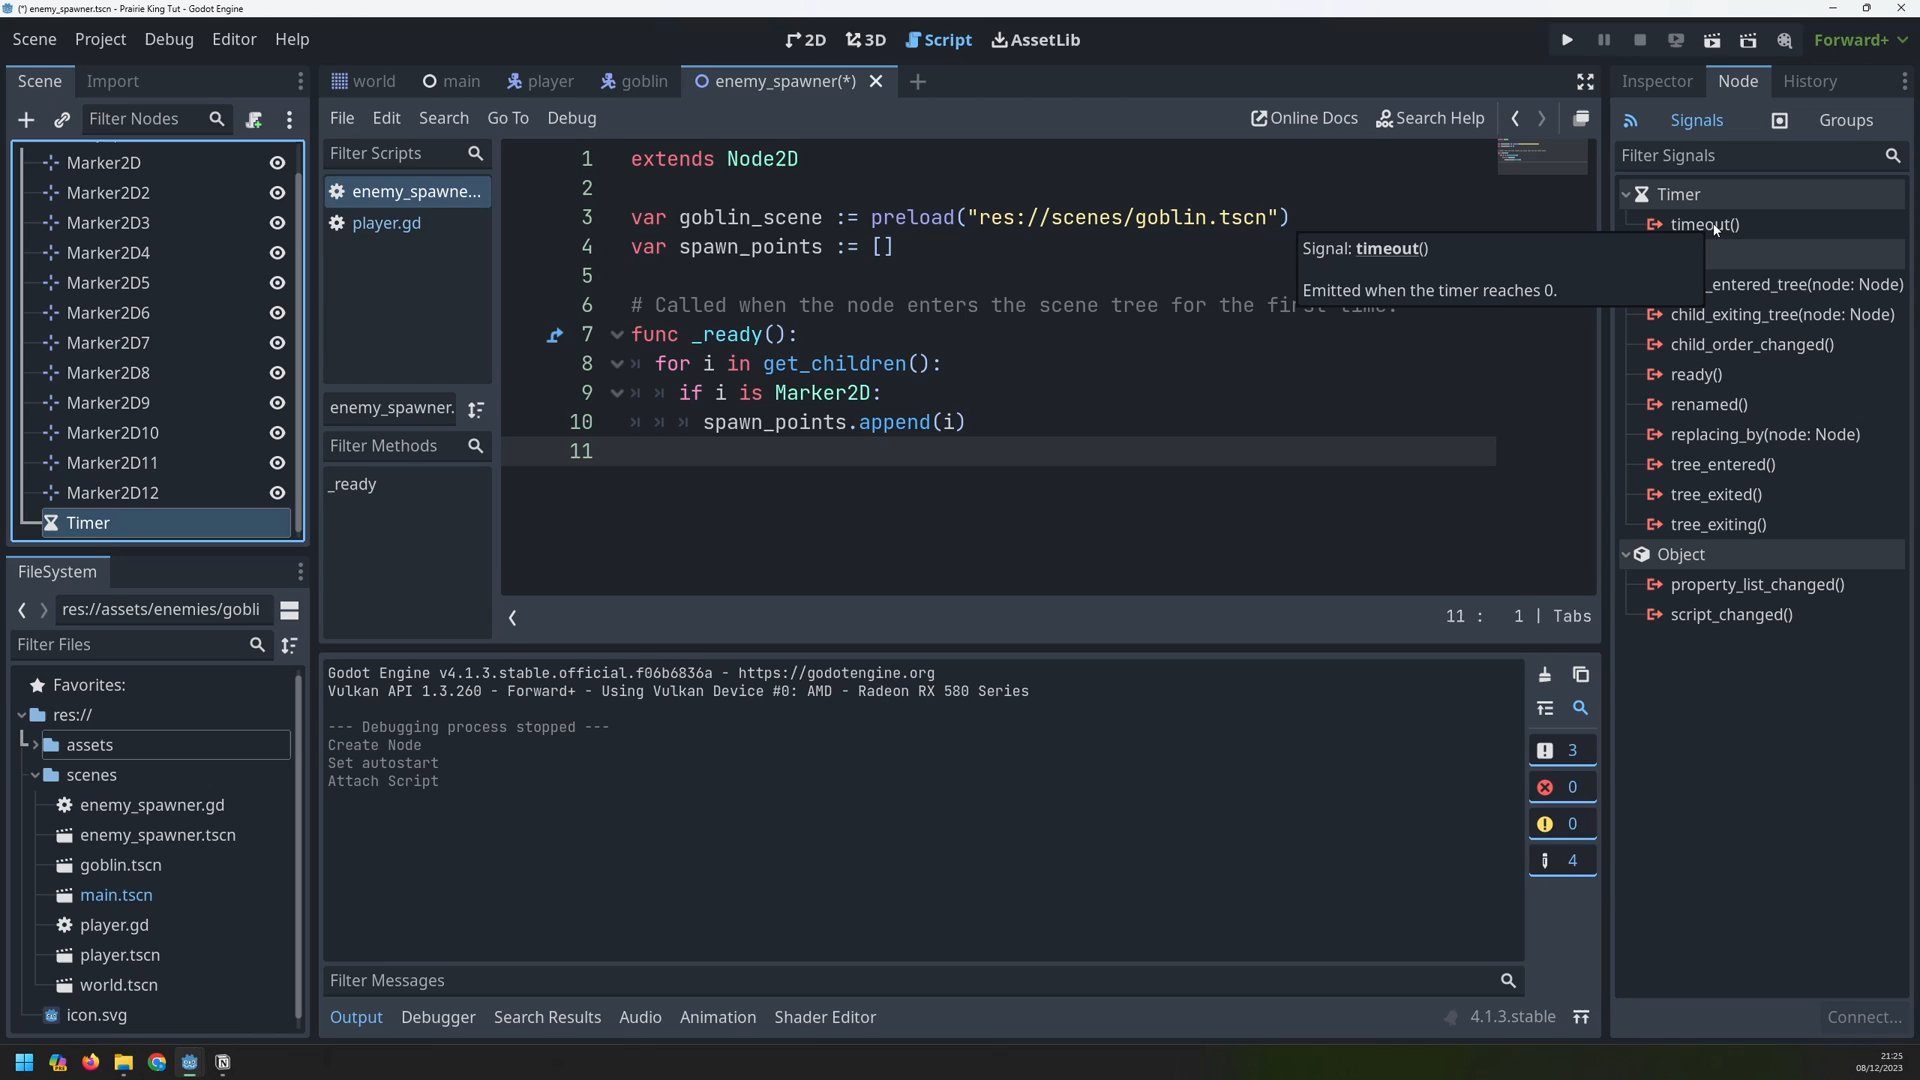 (*) enemy_spawner.tscn - Prairie King Tut - Godot Engine
Scene Project Debug Editor Help
2D 3D Script AssetLib
Forward+
Scene Import
world main player goblin enemy_spawner(*)
Inspector Node History
Filter Nodes
File Edit Search Go To Debug
Online Docs Search Help
Signals Groups
Marker2D
Marker2D2
Marker2D3
Marker2D4
Marker2D5
Marker2D6
Marker2D7
Marker2D8
Marker2D9
Marker2D10
Marker2D11
Marker2D12
Timer
Filter Scripts
enemy_spawne...
player.gd
enemy_spawner.
Filter Methods
_ready
1 extends Node2D
2
3 var goblin_scene := preload("res://scenes/goblin.tscn")
4 var spawn_points := []
5
6 # Called when the node enters the scene tree for the first time.
7 func _ready():
8 for i in get_children():
9 if i is Marker2D:
10 spawn_points.append(i)
11
11 : 1 | Tabs
Signal: timeout()
Emitted when the timer reaches 0.
Filter Signals
Timer
timeout()
_entered_tree(node: Node)
child_exiting_tree(node: Node)
child_order_changed()
ready()
renamed()
replacing_by(node: Node)
tree_entered()
tree_exited()
tree_exiting()
Object
property_list_changed()
script_changed()
Connect...
FileSystem
res://assets/enemies/gobli
Filter Files
Favorites:
res://
assets
scenes
enemy_spawner.gd
enemy_spawner.tscn
goblin.tscn
main.tscn
player.gd
player.tscn
world.tscn
icon.svg
Godot Engine v4.1.3.stable.official.f06b6836a - https://godotengine.org
Vulkan API 1.3.260 - Forward+ - Using Vulkan Device #0: AMD - Radeon RX 580 Series
--- Debugging process stopped ---
Create Node
Set autostart
Attach Script
3
0
0
4
Filter Messages
Output Debugger Search Results Audio Animation Shader Editor
4.1.3.stable
21:25
08/12/2023